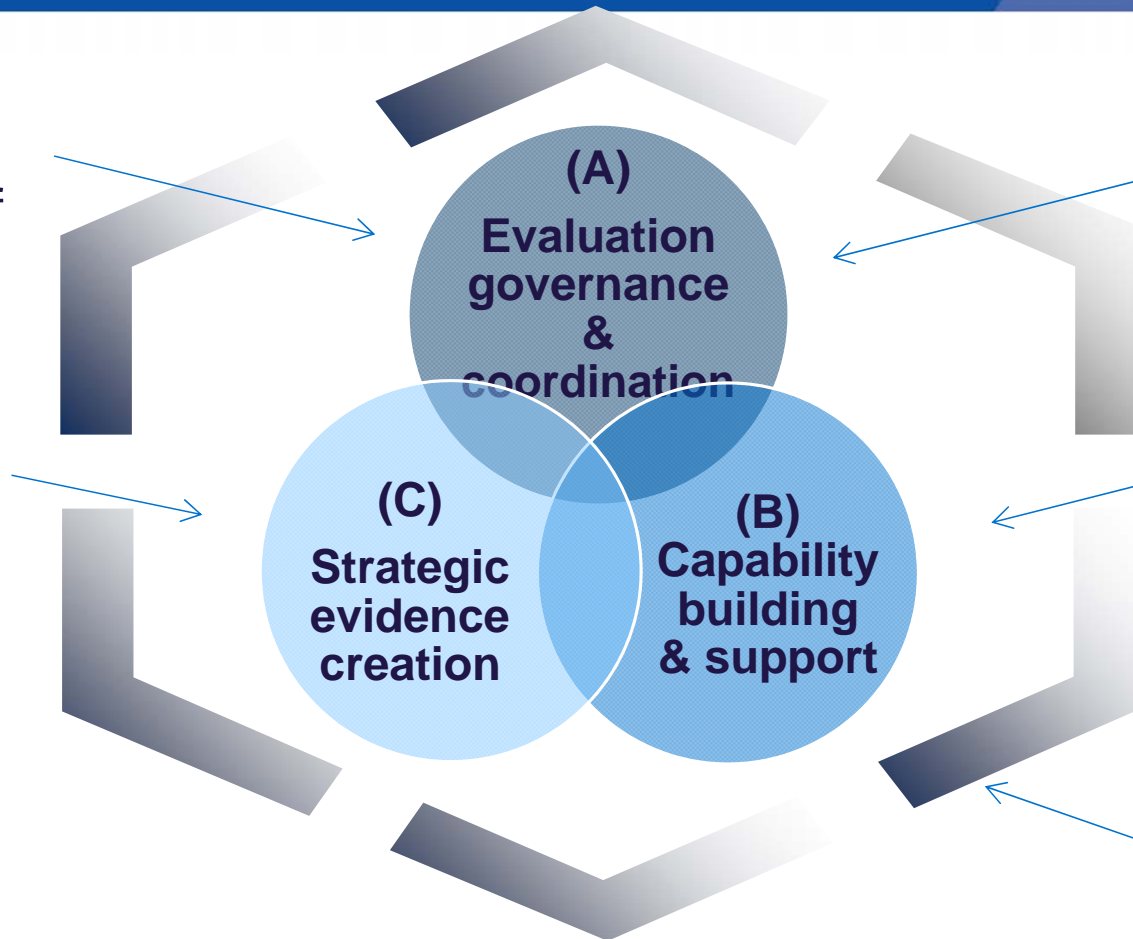 (A)
Evaluation
governance
&
coordination
(C)
Strategic
evidence
creation
(B)
Capability
building
& support